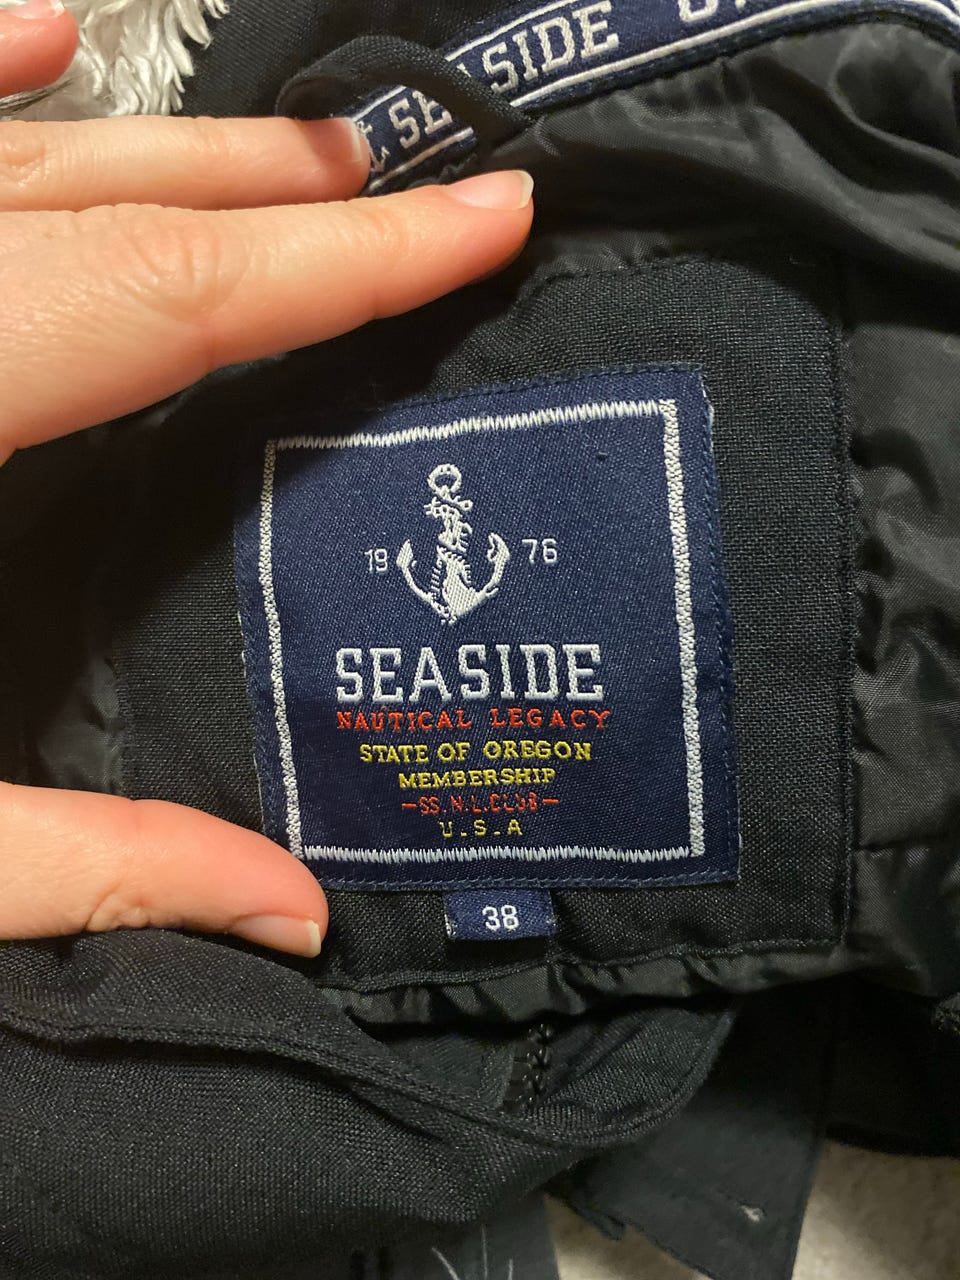 SEASIDE
SEASIDE
19 76
SEASIDE
NAUTICAL LEGACY
STATE OF OREGON
MEMBERSHIP
-SS.N.L.CLUB-
U.S.A
38